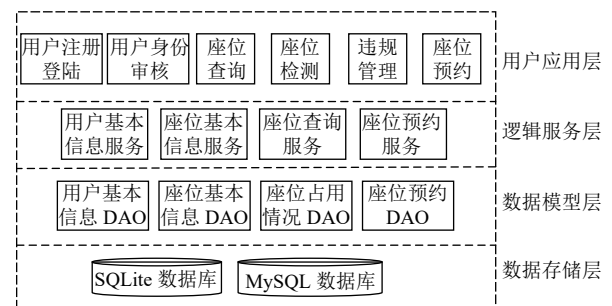 用户注册 用户身份 座位 座位 违规 座位
登陆 审核 查询 检测 管理 预约
用户应用层
用户基本 座位基本 座位查询 座位预约
信息服务 信息服务 服务 服务
逻辑服务层
用户基本 座位基本 座位占用 座位预约
信息 DAO 信息 DAO 情况 DAO DAO
数据模型层
SQLite 数据库 MySQL 数据库
数据存储层